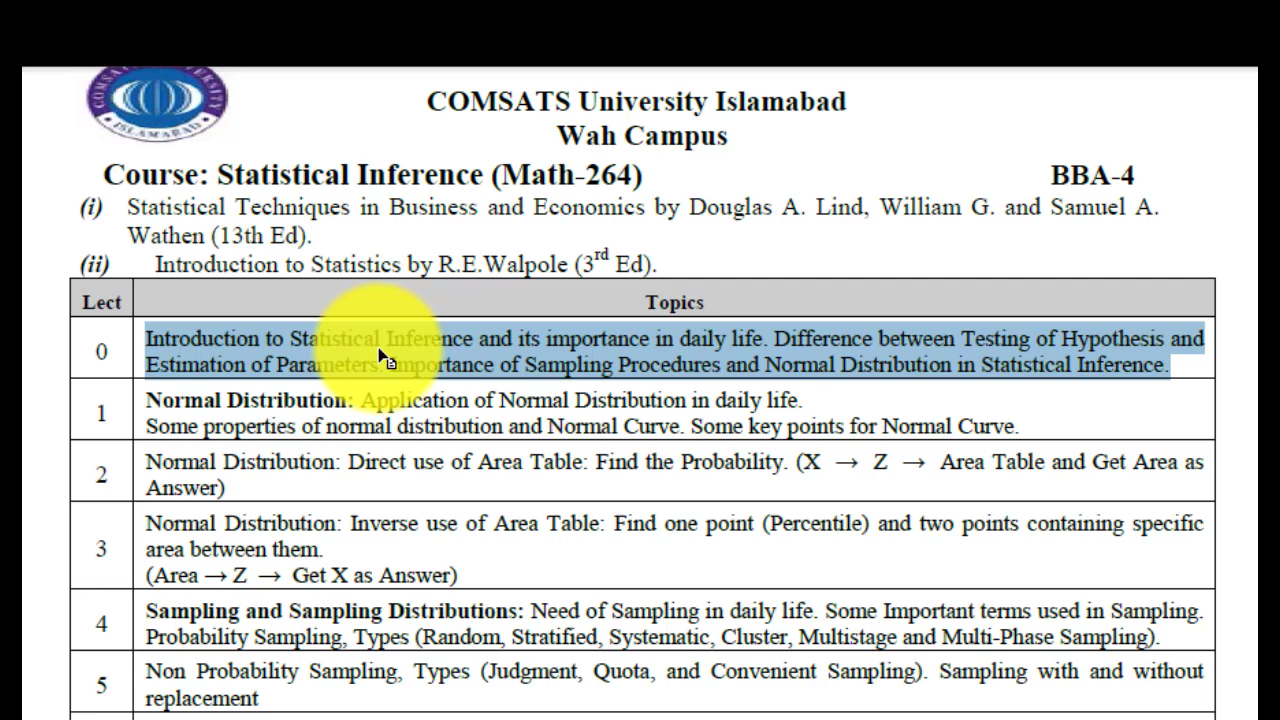 COMSATS University Islamabad
Wah Campus
Course: Statistical Inference (Math-264) BBA-4
(i) Statistical Techniques in Business and Economics by Douglas A. Lind, William G. and Samuel A.
Wathen (13th Ed).
(ii) Introduction to Statistics by R.E.Walpole (3rd Ed).
Lect Topics
0 Introduction to Statistical Inference and its importance in daily life. Difference between Testing of Hypothesis and
Estimation of Parameters. Importance of Sampling Procedures and Normal Distribution in Statistical Inference.
1 Normal Distribution: Application of Normal Distribution in daily life.
Some properties of normal distribution and Normal Curve. Some key points for Normal Curve.
2 Normal Distribution: Direct use of Area Table: Find the Probability. (X → Z → Area Table and Get Area as
Answer)
3 Normal Distribution: Inverse use of Area Table: Find one point (Percentile) and two points containing specific
area between them.
(Area → Z → Get X as Answer)
4 Sampling and Sampling Distributions: Need of Sampling in daily life. Some Important terms used in Sampling.
Probability Sampling, Types (Random, Stratified, Systematic, Cluster, Multistage and Multi-Phase Sampling).
5 Non Probability Sampling, Types (Judgment, Quota, and Convenient Sampling). Sampling with and without
replacement